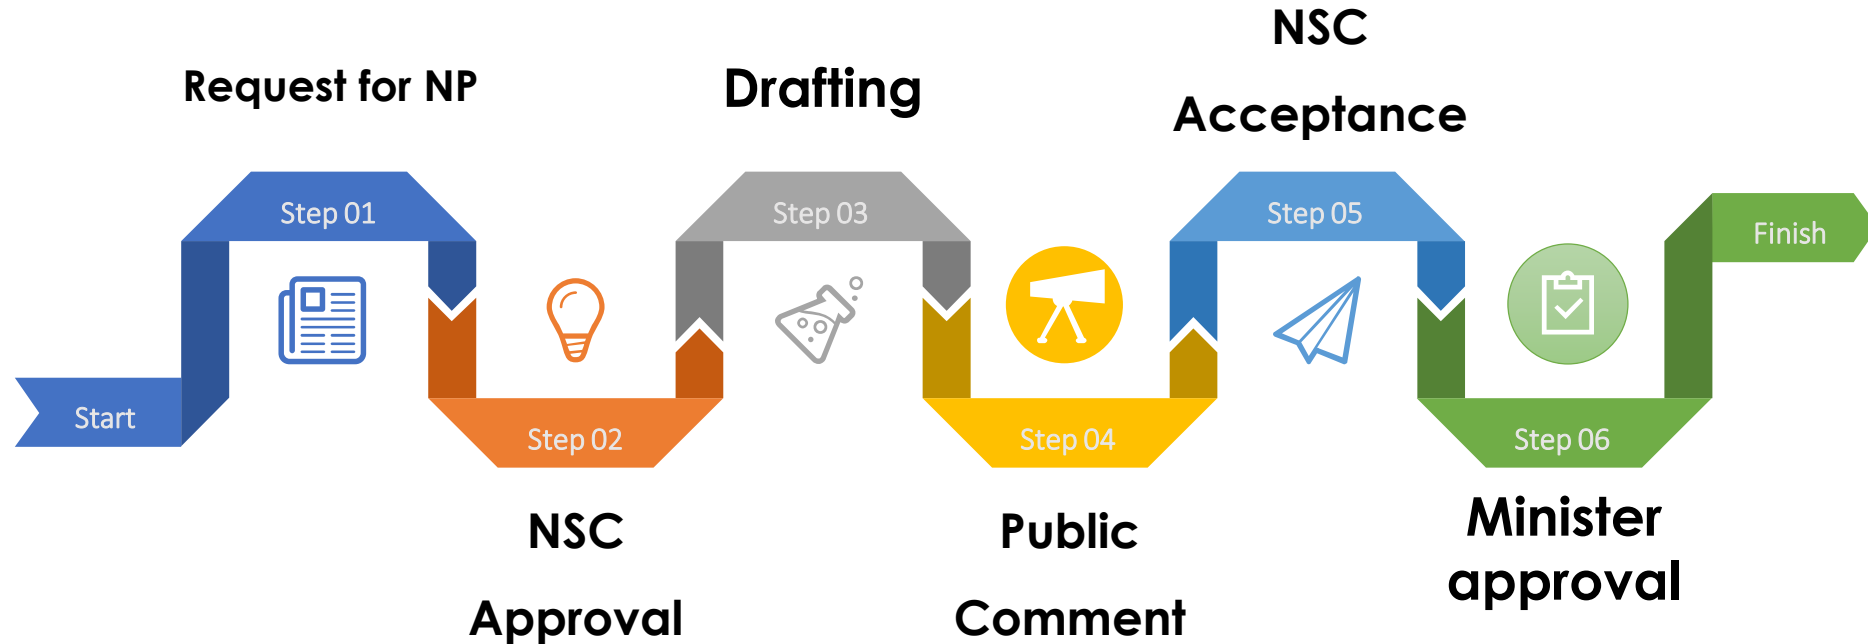 NSC
Acceptance
Request for NP
Drafting
Step 01
Step 03
Step 05
Finish
Start
Step 02
Step 04
Step 06
NSC
Approval
Public
Comment
Minister
approval